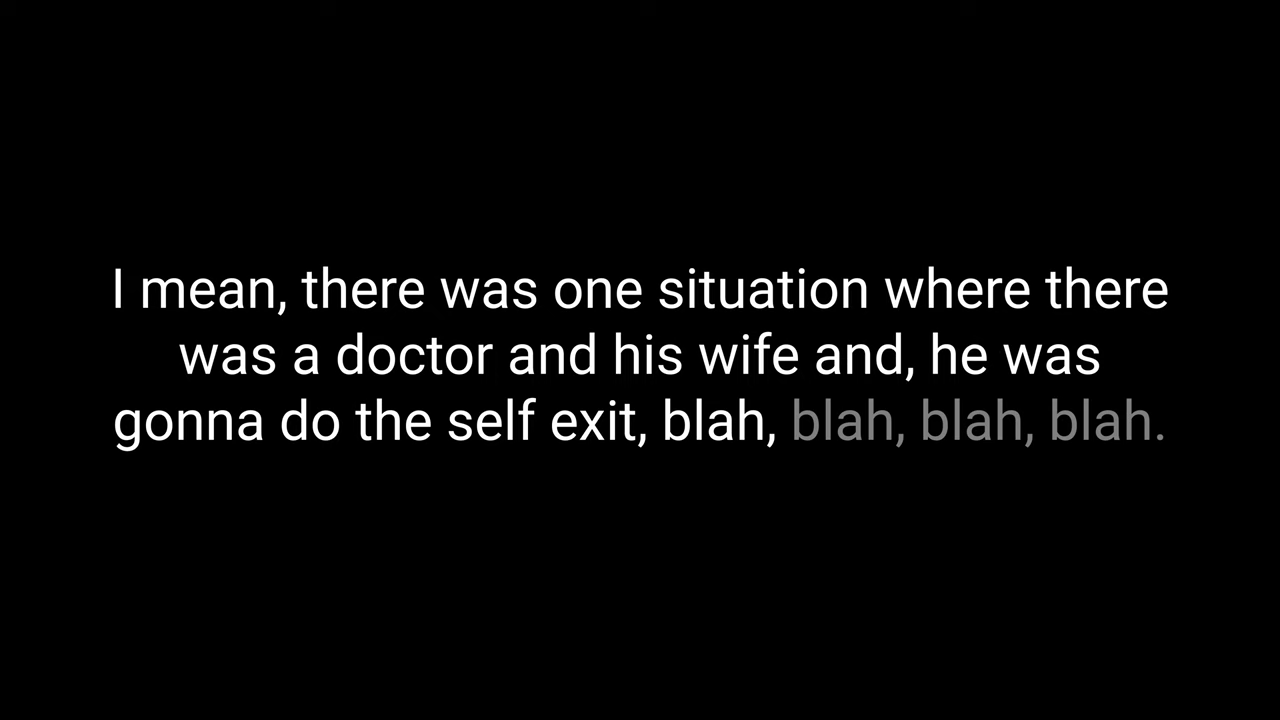 I mean, there was one situation where there
was a doctor and his wife and, he was
gonna do the self exit, blah, blah, blah, blah.